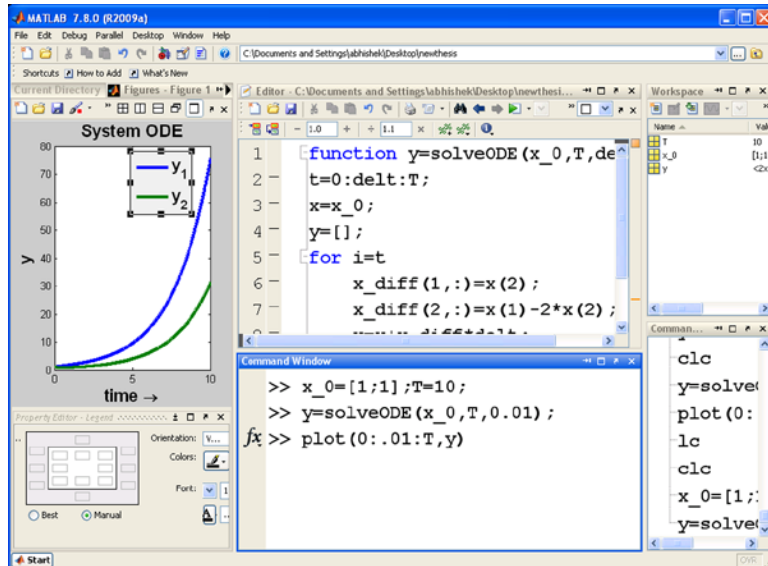 MATLAB 7.8.0 (R2009a)
File Edit Debug Parallel Desktop Window Help
C:\Documents and Settings\abhishek\Desktop\newthesis
Shortcuts How to Add What's New
Current Directory Figures - Figure 1
System ODE
80
70
60
50
40
30
20
10
0
0 5 10
y
time →
y1
y2
Property Editor - Legend
Orientation: V...
Colors:
Font: 1
Best Manual
A ..
Start
Editor - C:\Documents and Settings\abhishek\Desktop\newthesi...
1.0 + ÷ 1.1 ×
1 function y=solveODE(x_0,T,de
2 t=0:delt:T;
3 x=x_0;
4 y=[];
5 for i=t
6 x_diff(1,:)=x(2);
7 x_diff(2,:)=x(1)-2*x(2);
Command Window
>> x_0=[1;1];T=10;
>> y=solveODE(x_0,T,0.01);
fx >> plot(0:.01:T,y)
Workspace
Name Val
T 10
x_0 [1;1
y <2x
Comman...
clc
y=solve
plot(0:
lc
clc
x_0=[1;
y=solve
OVR